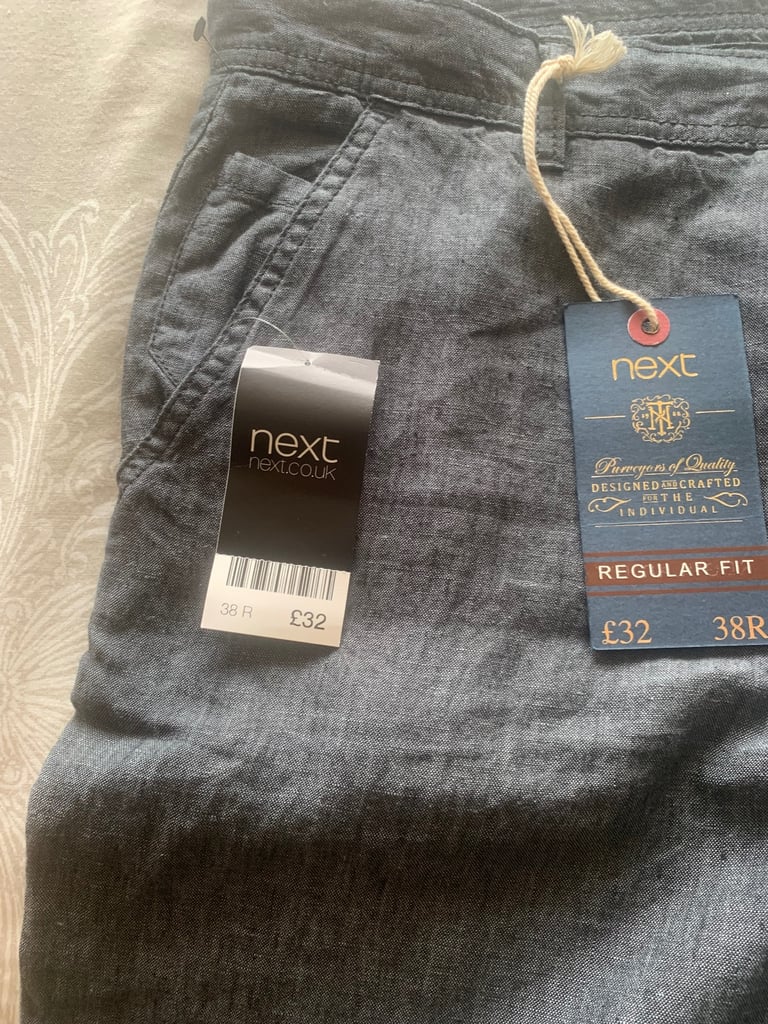 next
next.co.uk
38 R £32
next
Purveyors of Quality
DESIGNED AND CRAFTED
FOR THE
INDIVIDUAL
REGULAR FIT
£32 38R